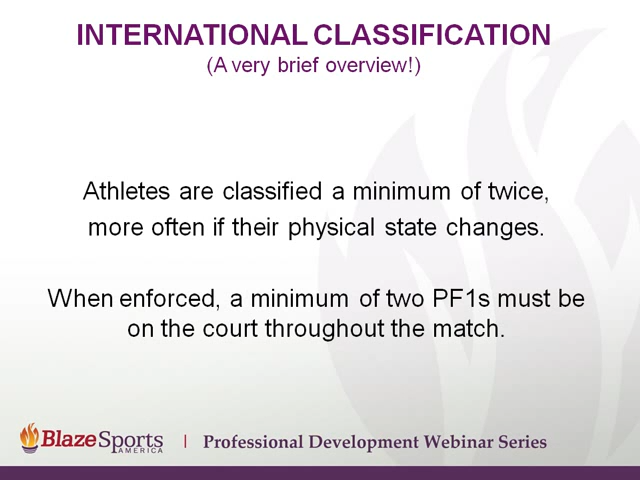 INTERNATIONAL CLASSIFICATION
(A very brief overview!)
Athletes are classified a minimum of twice,
more often if their physical state changes.
When enforced, a minimum of two PF1s must be
on the court throughout the match.
BlazeSports
AMERICA
| Professional Development Webinar Series